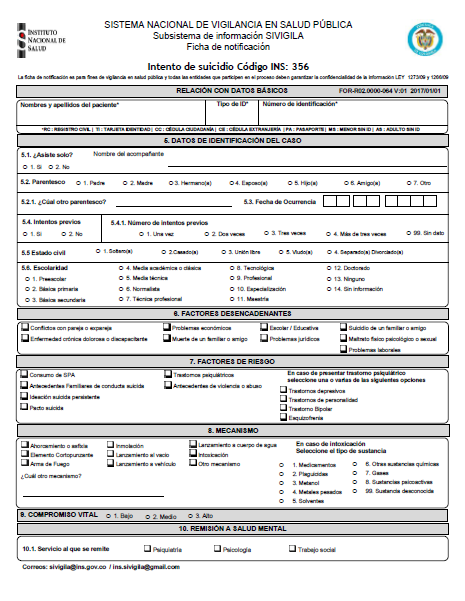 INSTITUTO
NACIONAL DE
SALUD
SISTEMA NACIONAL DE VIGILANCIA EN SALUD PÚBLICA
Subsistema de información SIVIGILA
Ficha de notificación
Intento de suicidio Código INS: 356
La ficha de notificación es para fines de vigilancia en salud pública y todas las entidades que participen en el proceso deben garantizar la confidencialidad de la información LEY 1273/09 y 1266/09
RELACIÓN CON DATOS BÁSICOS FOR-R02.0000-064 V:01 2017/01/01
Nombres y apellidos del paciente* Tipo de ID* Número de identificación*
*RC : REGISTRO CIVIL | TI : TARJETA IDENTIDAD | CC : CÉDULA CIUDADANÍA | CE : CÉDULA EXTRANJERÍA | PA : PASAPORTE | MS : MENOR SIN ID | AS : ADULTO SIN ID
5. DATOS DE IDENTIFICACIÓN DEL CASO
5.1. ¿Asiste solo? Nombre del acompañante
1. Sí 2. No
5.2. Parentesco 1. Padre 2. Madre 3. Hermano(s) 4. Esposo(s) 5. Hijo(s) 6. Amigo(s) 7. Otro
5.2.1. ¿Cúal otro parentesco? 5.3. Fecha de Ocurrencia
5.4. Intentos previos 5.4.1. Número de intentos previos
1. Sí 2. No 1. Una vez 2. Dos veces 3. Tres veces 4. Más de tres veces 99. Sin dato
5.5 Estado civil 1. Soltero(s) 2.Casado(s) 3. Unión libre 5. Viudo(s) 4. Separado(s) Divorciado(s)
5.6. Escolaridad 4. Media académica o clásica 8. Tecnológica 12. Doctorado
1. Preescolar 5. Media técnica 9. Profesional 13. Ninguno
2. Básica primaria 6. Normalista 10. Especialización 14. Sin información
3. Básica secundaria 7. Técnica profesional 11. Maestría
6. FACTORES DESENCADENANTES
Conflictos con pareja o expareja Problemas económicos Escolar / Educativa Suicidio de un familiar o amigo
Enfermedad crónica dolorosa o discapacitante Muerte de un familiar o amigo Problemas jurídicos Maltrato físico psicológico o sexual
Problemas laborales
7. FACTORES DE RIESGO
Consumo de SPA Trastornos psiquiátricos En caso de presentar trastorno psiquiátrico
Antecedentes Familiares de conducta suicida Antecedentes de violencia o abuso seleccione una o varias de las siguientes opciones
Ideación suicida persistente Trastornos depresivos
Pacto suicida Trastornos de personalidad
Trastorno Bipolar
Esquizofrenia
8. MECANISMO
Ahorcamiento o asfixia Inmolación Lanzamiento a cuerpo de agua En caso de intoxicación
Elemento Cortopunzante Lanzamiento al vacío Intoxicación Seleccione el tipo de sustancia
Arma de Fuego Lanzamiento a vehículo Otro mecanismo 1. Medicamentos 6. Otras sustancias químicas
¿Cuál otro mecanismo? 2. Plaguicidas 7. Gases
3. Metanol 8. Sustancias psicoactivas
4. Metales pesados 99. Sustancia desconocida
5. Solventes
9. COMPROMISO VITAL 1. Bajo 2. Medio 3. Alto
10. REMISIÓN A SALUD MENTAL
10.1. Servicio al que se remite Psiquiatría Psicología Trabajo social
Correos: sivigila@ins.gov.co / ins.sivigila@gmail.com